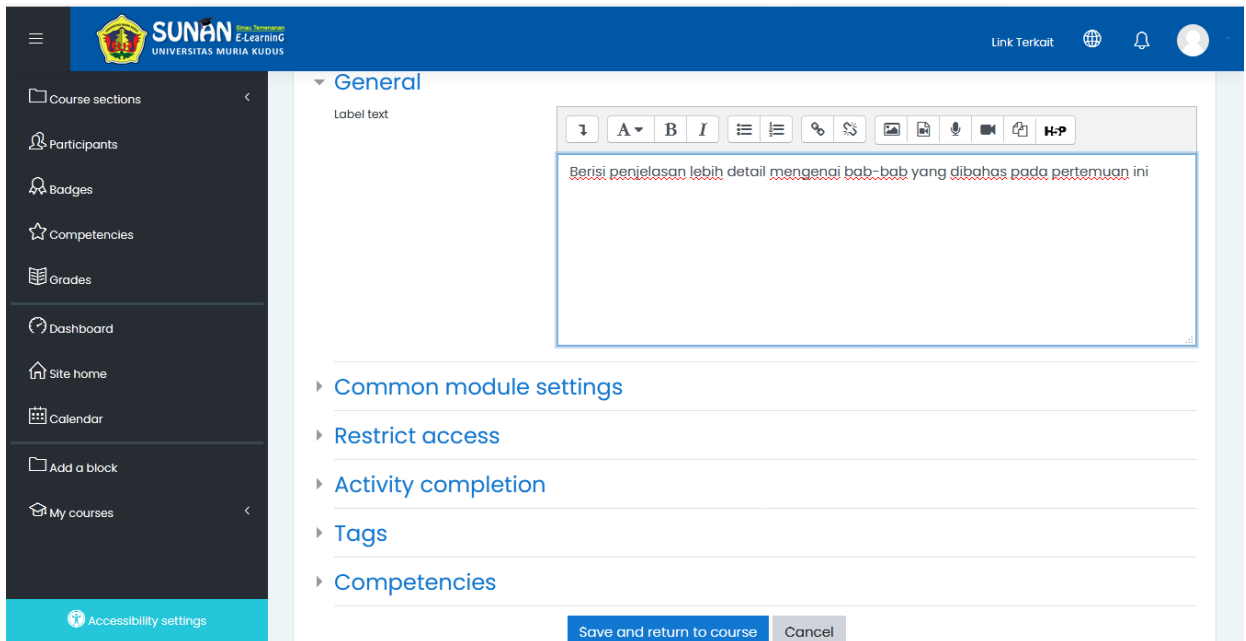 SUNAN
Sinau Temenanan
E-LearninG
UNIVERSITAS MURIA KUDUS
Link Terkait
Course sections
Participants
Badges
Competencies
Grades
Dashboard
Site home
Calendar
Add a block
My courses
Accessibility settings
General
Label text
A B I
H-P
Berisi penjelasan lebih detail mengenai bab-bab yang dibahas pada pertemuan ini
Common module settings
Restrict access
Activity completion
Tags
Competencies
Save and return to course
Cancel